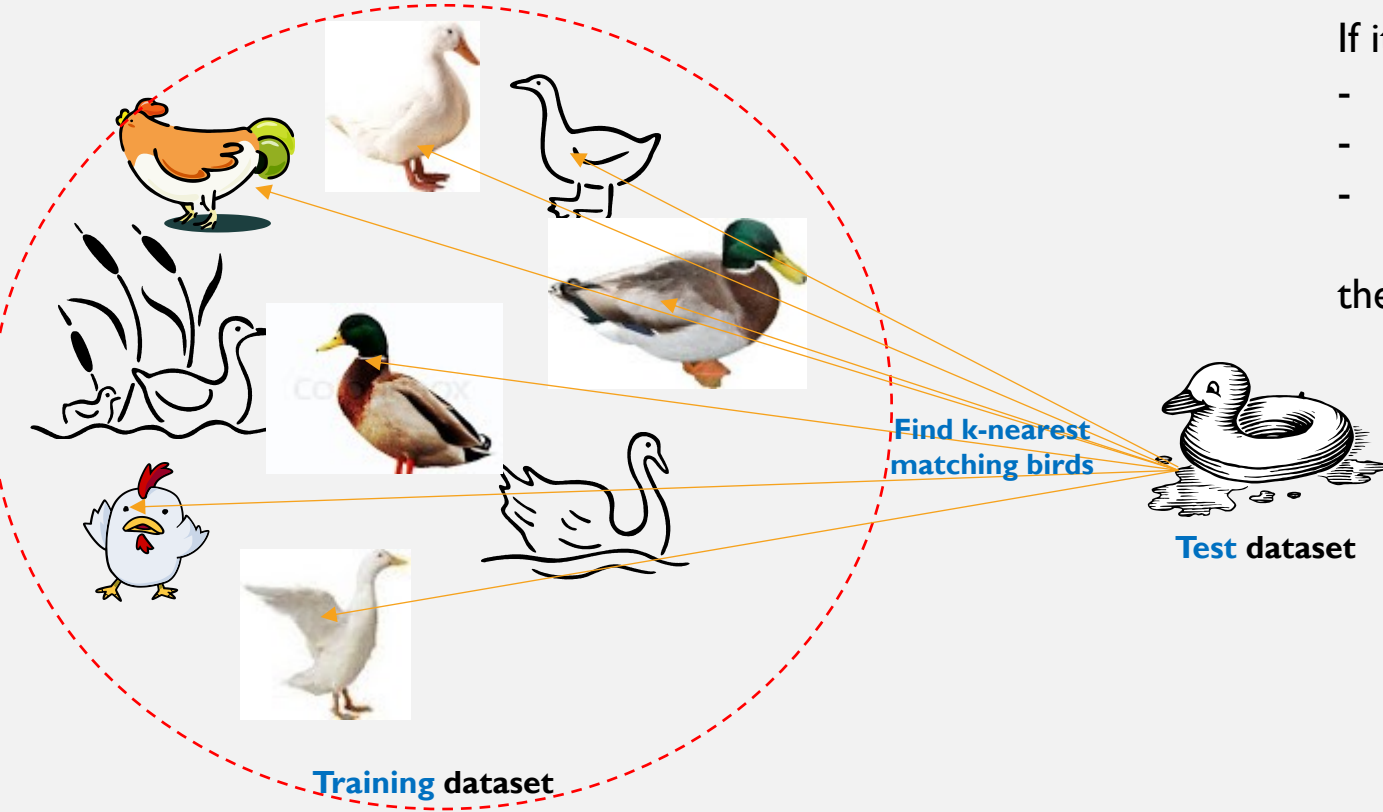 If i
-
-
-
the
Find k-nearest
matching birds
Test dataset
Training dataset